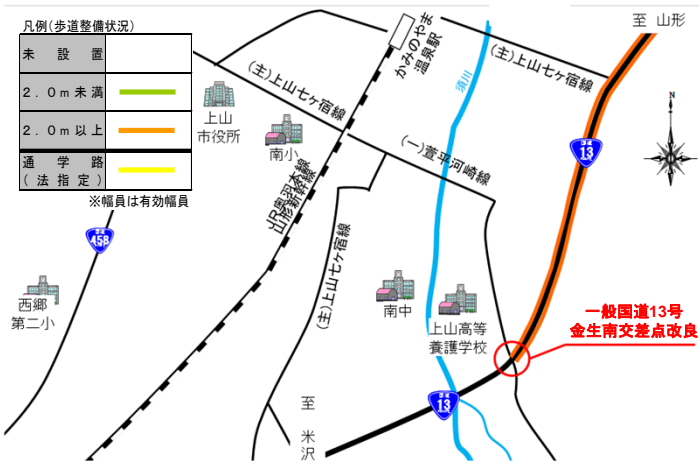 凡例(歩道整備状況)
未設置
2.0m未満
2.0m以上
通学路
(法指定)
※幅員は有効幅員
至 山形
かみのやま
温泉駅
(主)上山七ヶ宿線
(主)上山七ヶ宿線
須川
上山
市役所
南小
(一)萱平河崎線
N
国道
13
JR奥羽本線
山形新幹線
国道
458
(主)上山七ヶ宿線
西郷
第二小
南中
上山高等
養護学校
一般国道13号
金生南交差点改良
国道
13
至 米沢